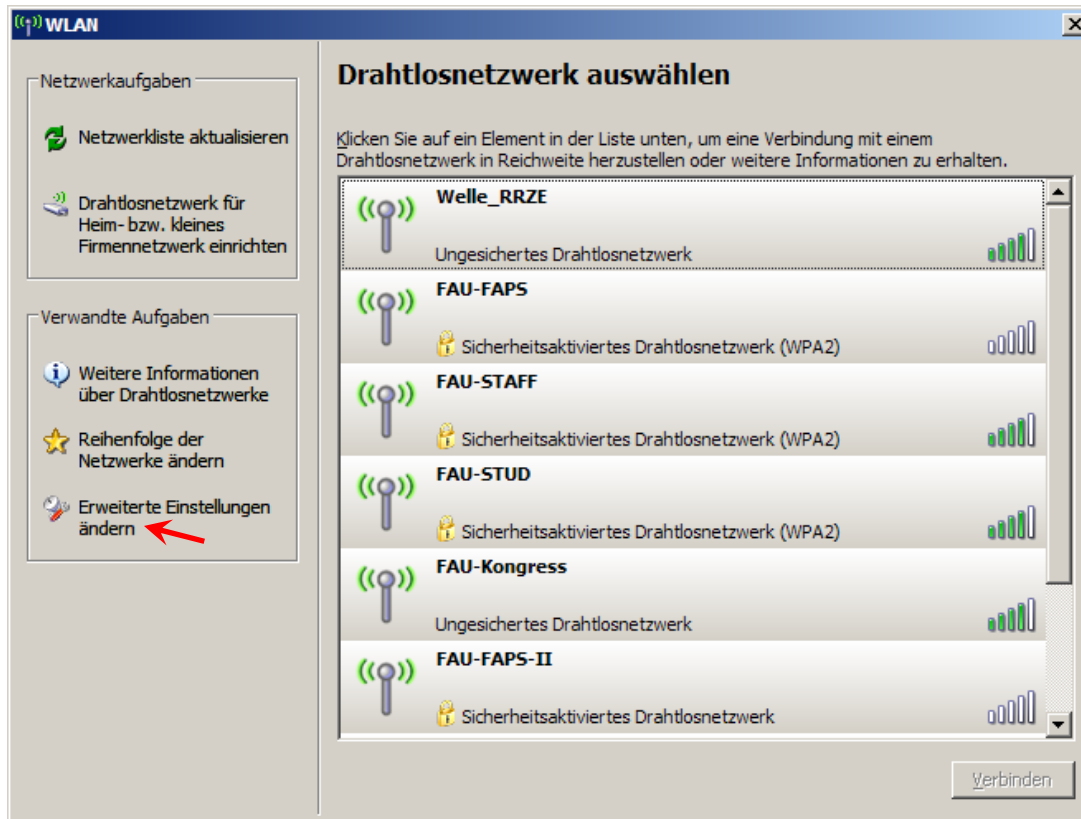 WLAN
Netzwerkaufgaben
Netzwerkliste aktualisieren
Drahtlosnetzwerk für
Heim- bzw. kleines
Firmennetzwerk einrichten
Verwandte Aufgaben
Weitere Informationen
über Drahtlosnetzwerke
Reihenfolge der
Netzwerke ändern
Erweiterte Einstellungen
ändern
Drahtlosnetzwerk auswählen
Klicken Sie auf ein Element in der Liste unten, um eine Verbindung mit einem
Drahtlosnetzwerk in Reichweite herzustellen oder weitere Informationen zu erhalten.
Welle_RRZE
Ungesichertes Drahtlosnetzwerk
FAU-FAPS
Sicherheitsaktiviertes Drahtlosnetzwerk (WPA2)
FAU-STAFF
Sicherheitsaktiviertes Drahtlosnetzwerk (WPA2)
FAU-STUD
Sicherheitsaktiviertes Drahtlosnetzwerk (WPA2)
FAU-Kongress
Ungesichertes Drahtlosnetzwerk
FAU-FAPS-II
Sicherheitsaktiviertes Drahtlosnetzwerk
Verbinden